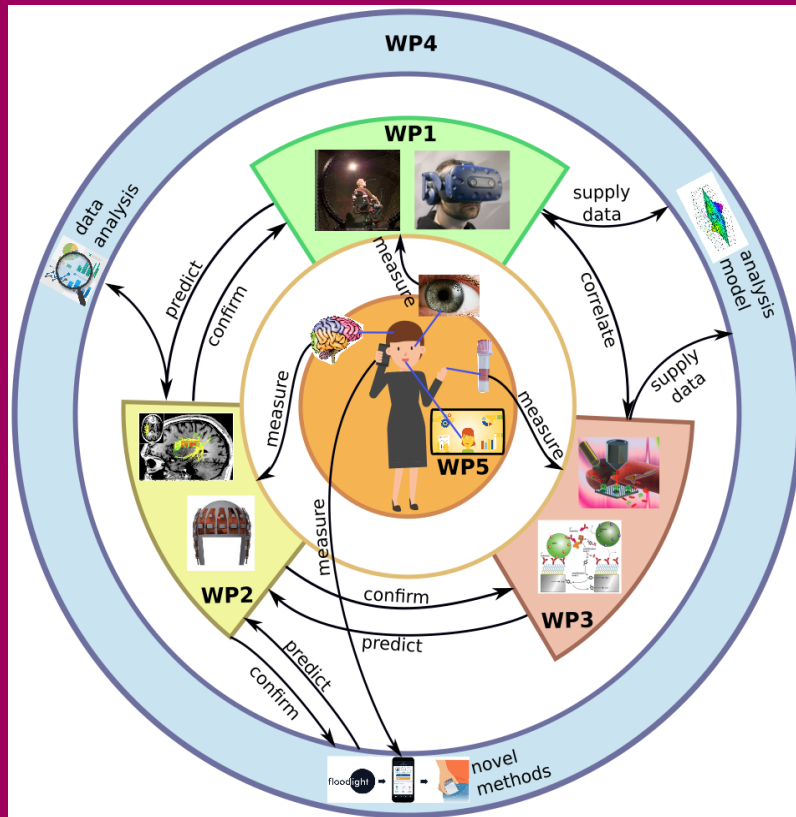 WP4
WP1
data
analysis
supply
data
analysis
model
measure
predict
confirm
correlate
supply
data
measure
measure
WP5
measure
WP2
confirm
predict
WP3
predict
confirm
floodlight
novel
methods